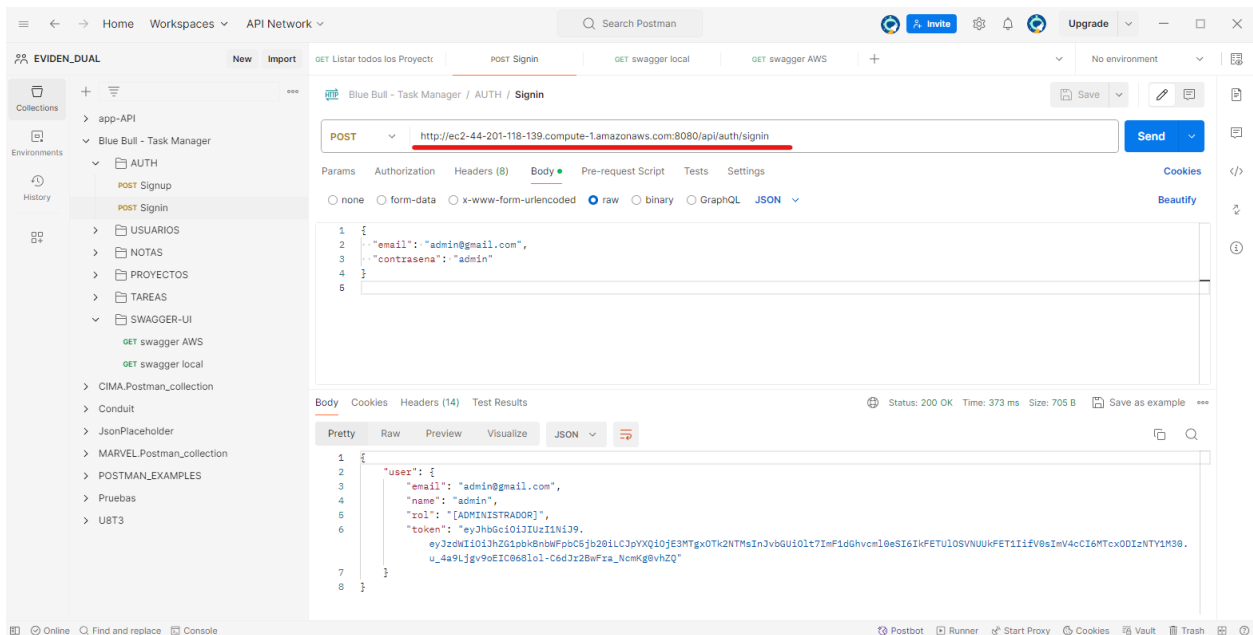 Home Workspaces API Network Search Postman Invite Upgrade
EVIDEN_DUAL New Import GET Listar todos los Proyecto POST Signin GET swagger local GET swagger AWS No environment
Collections
Environments
History
app-API
Blue Bull - Task Manager
AUTH
POST Signup
POST Signin
USUARIOS
NOTAS
PROYECTOS
TAREAS
SWAGGER-UI
GET swagger AWS
GET swagger local
CIMA.Postman_collection
Conduit
JsonPlaceholder
MARVEL.Postman_collection
POSTMAN_EXAMPLES
Pruebas
U8T3
HTTP Blue Bull - Task Manager / AUTH / Signin Save
POST http://ec2-44-201-118-139.compute-1.amazonaws.com:8080/api/auth/signin Send
Params Authorization Headers (8) Body Pre-request Script Tests Settings Cookies
none form-data x-www-form-urlencoded raw binary GraphQL JSON Beautify
1 {
2 "email": "admin@gmail.com",
3 "contrasena": "admin"
4 }
5
Body Cookies Headers (14) Test Results Status: 200 OK Time: 373 ms Size: 705 B Save as example
Pretty Raw Preview Visualize JSON
1 {
2 "user": {
3 "email": "admin@gmail.com",
4 "name": "admin",
5 "rol": "[ADMINISTRADOR]",
6 "token": "eyJhbGciOiJIUzI1NiJ9.
eyJzdWIiOiJhZG1pbkBnbWFpbC5jb20iLCJpYXQiOjE3MTgxOTk2NTMsInJvbGUiOlt7ImF1dGhvcml0eSI6IkFETUlOSVNUUkFET1IifV0sImV4cCI6MTcxODIzNTY1M30.
u_4a9Ljgv9oEIC068lol-C6dJr2BwFra_NcmKg0vhZQ"
7 }
8 }
Online Find and replace Console Postbot Runner Start Proxy Cookies Vault Trash